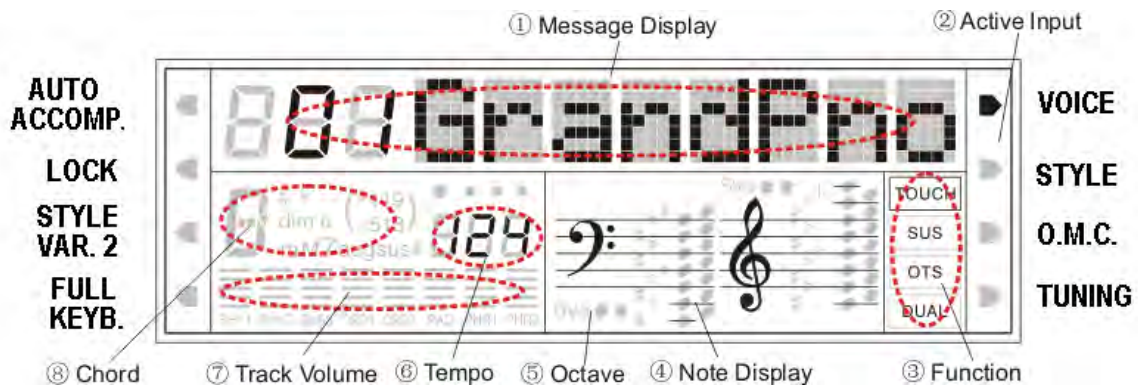 ① Message Display
② Active Input
AUTO
ACCOMP.
LOCK
STYLE
VAR. 2
FULL
KEYB.
01 GrandPno
124
TOUCH
SUS
OTS
DUAL
VOICE
STYLE
O.M.C.
TUNING
⑧ Chord
⑦ Track Volume
⑥ Tempo
⑤ Octave
④ Note Display
③ Function